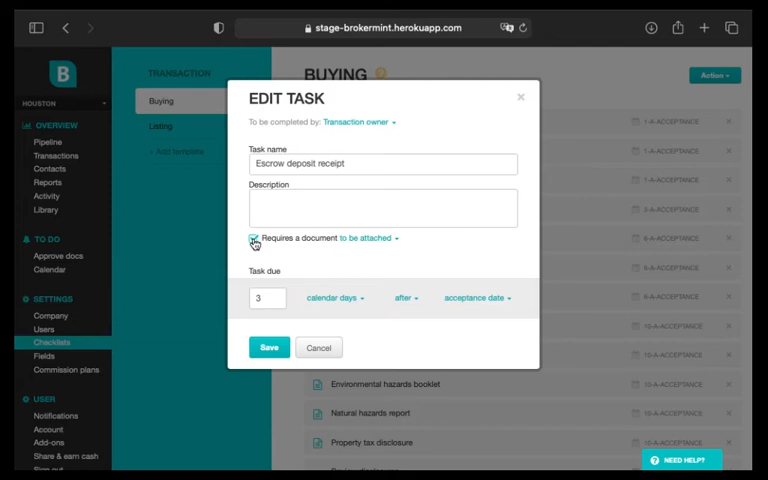 stage-brokermint.herokuapp.com
B
HOUSTON
OVERVIEW
Pipeline
Transactions
Contacts
Reports
Activity
Library
TO DO
Approve docs
Calendar
SETTINGS
Company
Users
Checklists
Fields
Commission plans
USER
Notifications
Account
Add-ons
Share & earn cash
Sign out
TRANSACTION
Buying
Listing
+ Add template
BUYING ?
Action
EDIT TASK
To be completed by: Transaction owner
Task name
Escrow deposit receipt
Description
Requires a document to be attached
Task due
3 calendar days after acceptance date
Save Cancel
1-A-ACCEPTANCE
1-A-ACCEPTANCE
1-A-ACCEPTANCE
3-A-ACCEPTANCE
6-A-ACCEPTANCE
6-A-ACCEPTANCE
6-A-ACCEPTANCE
10-A-ACCEPTANCE
10-A-ACCEPTANCE
Environmental hazards booklet 10-A-ACCEPTANCE
Natural hazards report 10-A-ACCEPTANCE
Property tax disclosure 10-A-ACCEPTANCE
? NEED HELP?